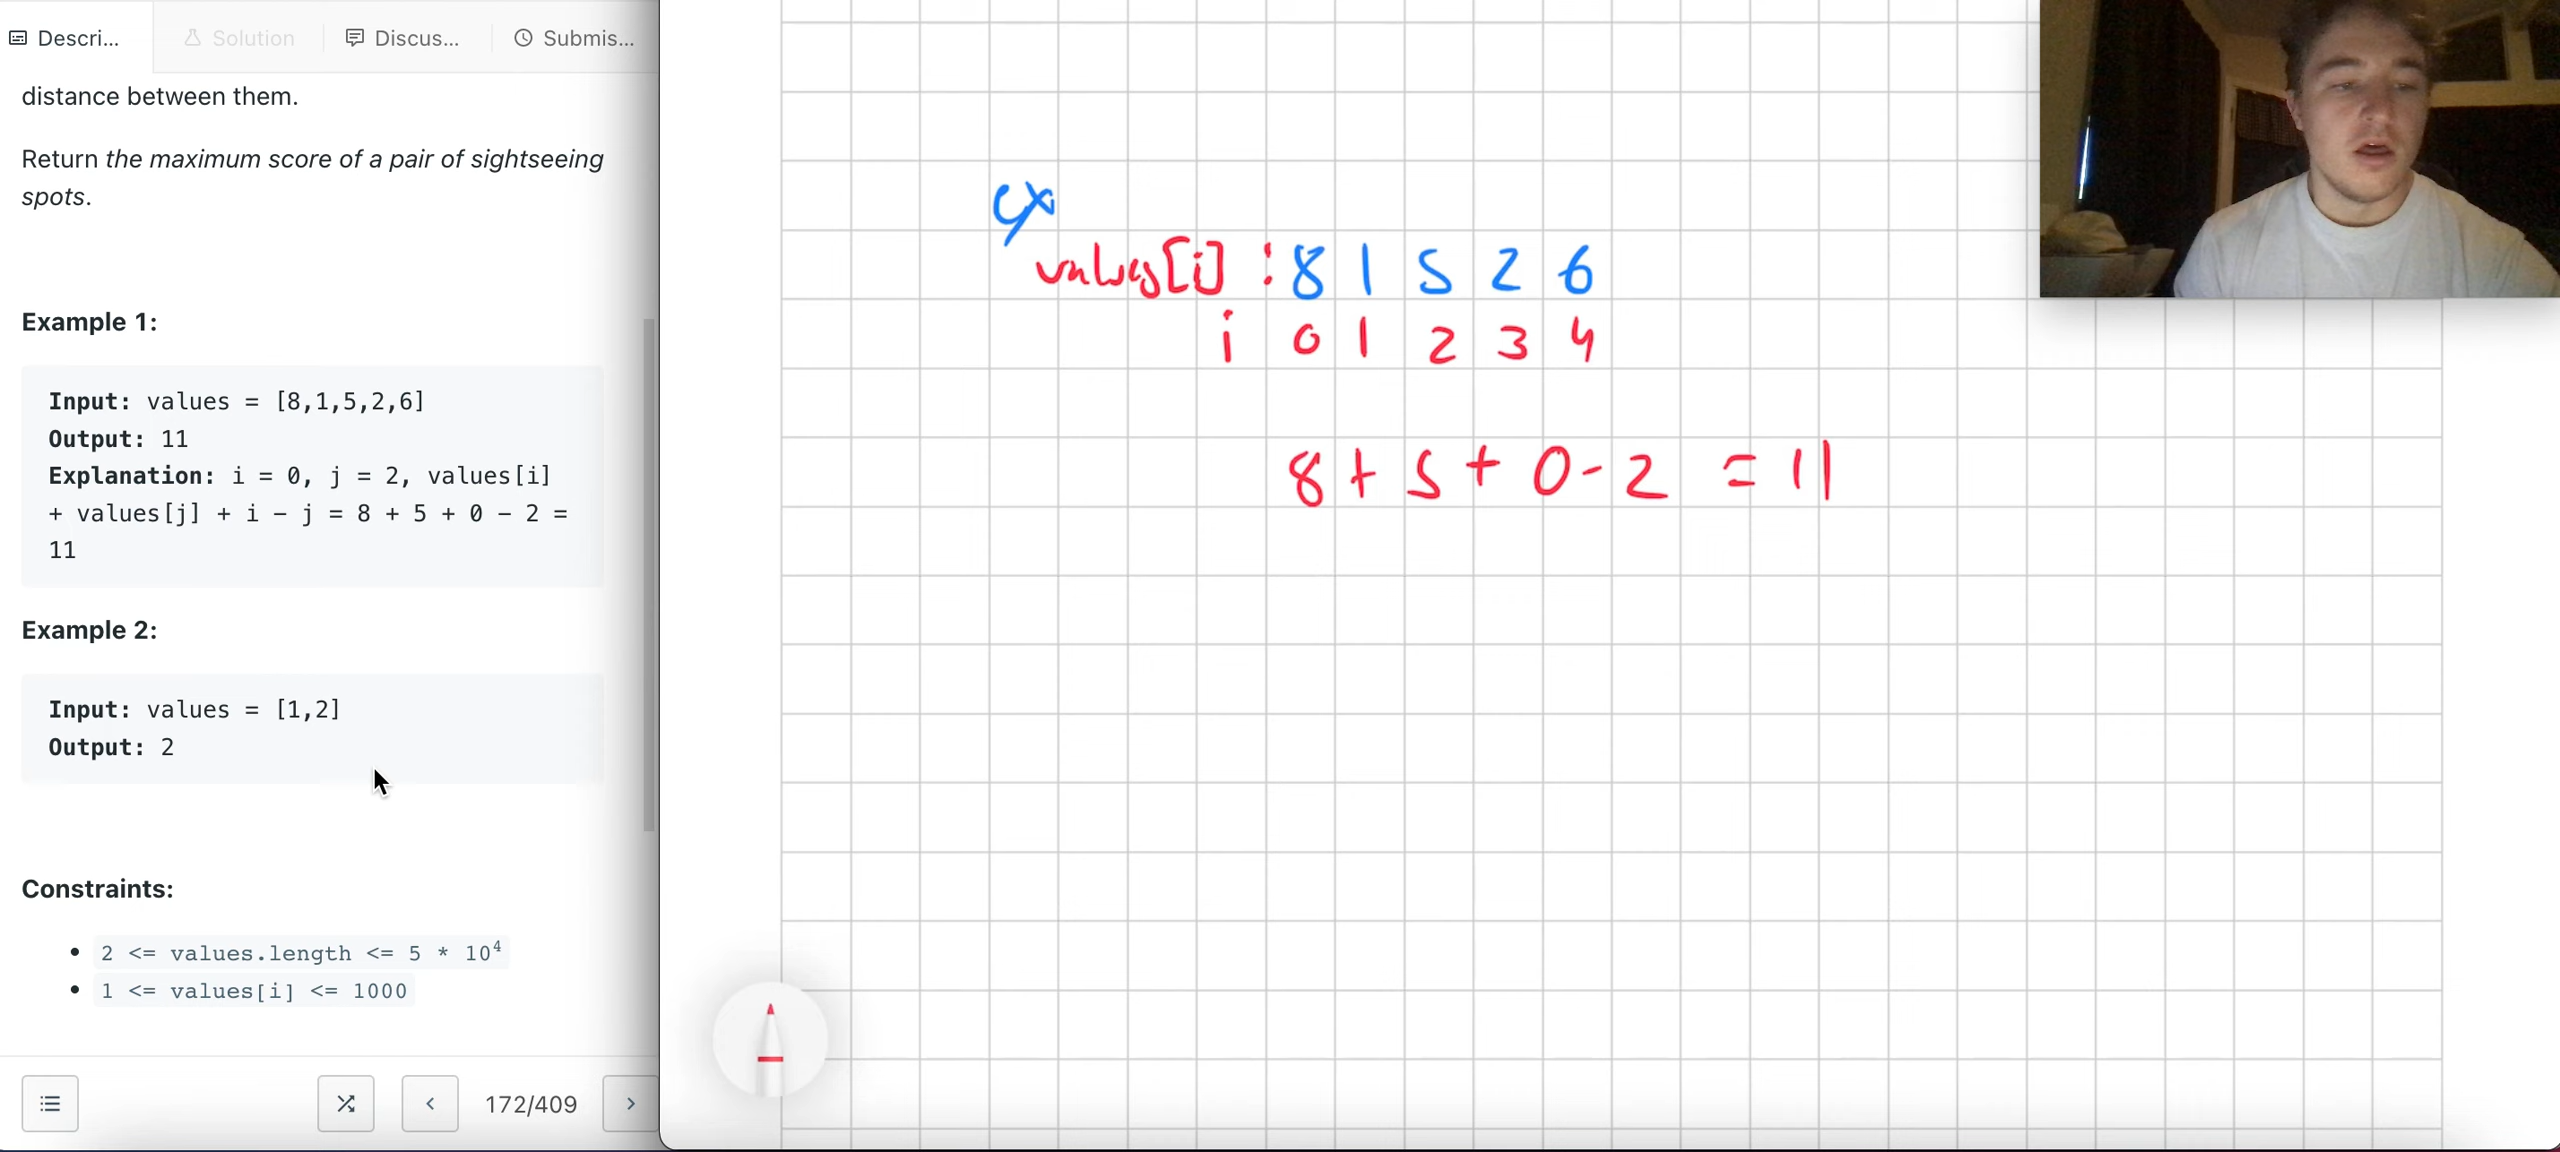 Descri... Solution Discus... Submis...
distance between them.
Return the maximum score of a pair of sightseeing
spots.
Example 1:
Input: values = [8,1,5,2,6]
Output: 11
Explanation: i = 0, j = 2, values[i]
+ values[j] + i − j = 8 + 5 + 0 − 2 =
11
Example 2:
Input: values = [1,2]
Output: 2
Constraints:
2 <= values.length <= 5 * 10⁴
1 <= values[i] <= 1000
172/409
ex
values[i] : 8 1 5 2 6
i 0 1 2 3 4
8 + 5 + 0 - 2 = 11